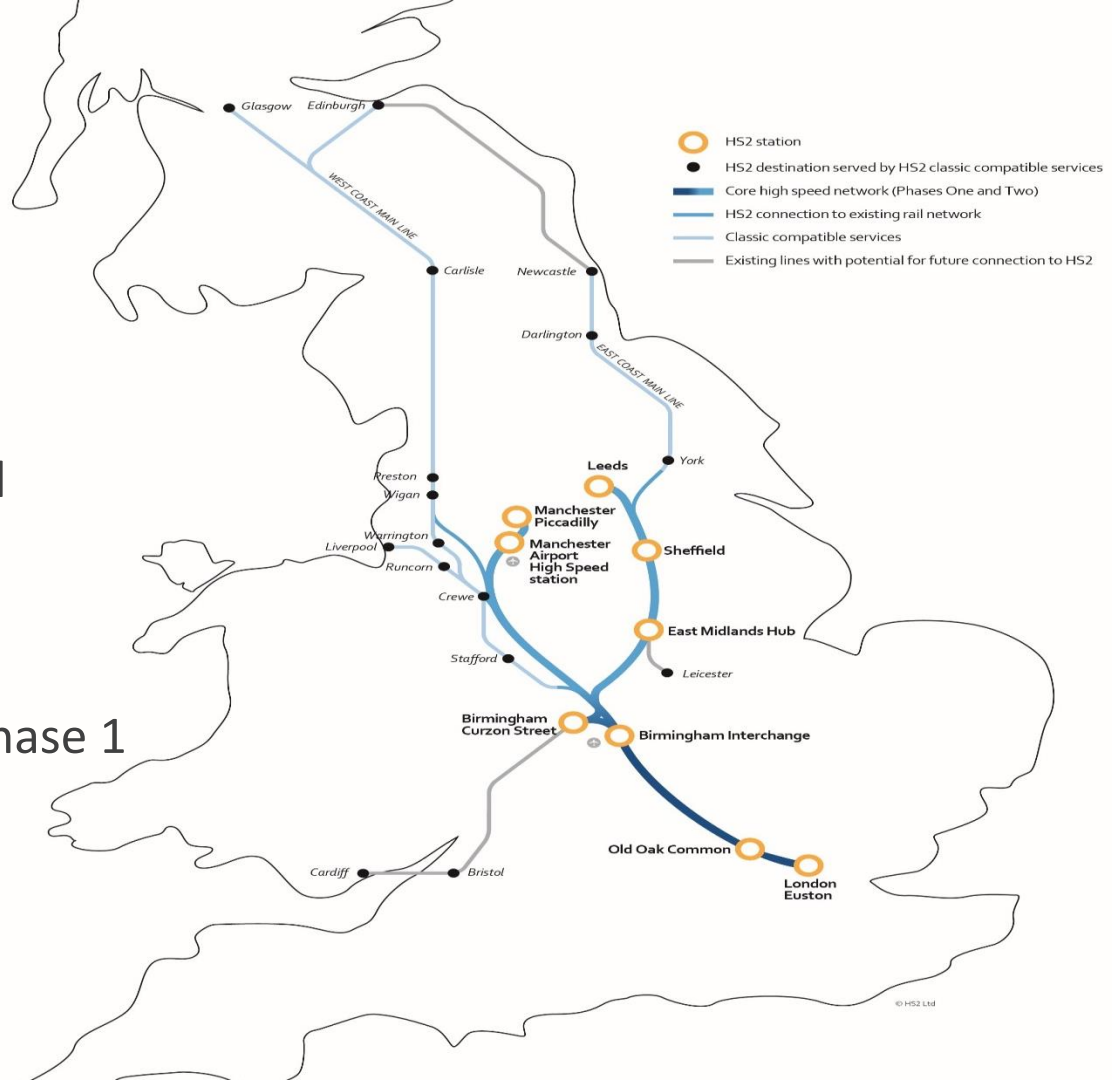 Glasgow
Edinburgh
HS2 station
HS2 destination served by HS2 classic compatible services
Core high speed network (Phases One and Two)
HS2 connection to existing rail network
Classic compatible services
Existing lines with potential for future connection to HS2
WEST COAST MAIN LINE
Carlisle
Newcastle
Darlington
EAST COAST MAIN LINE
York
Leeds
Preston
Wigan
Manchester
Piccadilly
Warrington
Liverpool
Manchester
Airport
High Speed
station
Sheffield
Runcorn
Crewe
East Midlands Hub
Stafford
Leicester
Birmingham
Curzon Street
Birmingham Interchange
hase 1
Old Oak Common
London
Euston
Cardiff
Bristol
© HS2 Ltd